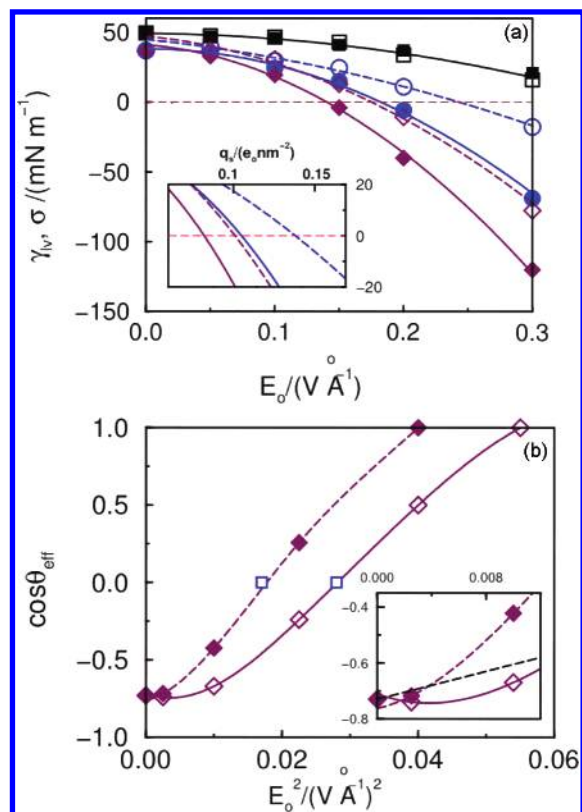 (a)
50
0
-50
-100
-150
γlv, σ /(mN m⁻¹)
qs/(eₒnm⁻²)
0.1 0.15
20
0
-20
0.0 0.1 0.2 0.3
Eₒ/(V Å⁻¹)
(b)
1.0
0.5
0.0
-0.5
-1.0
cosθeff
0.000 0.008
-0.4
-0.6
-0.8
0.00 0.02 0.04 0.06
Eₒ²/(V Å⁻¹)²